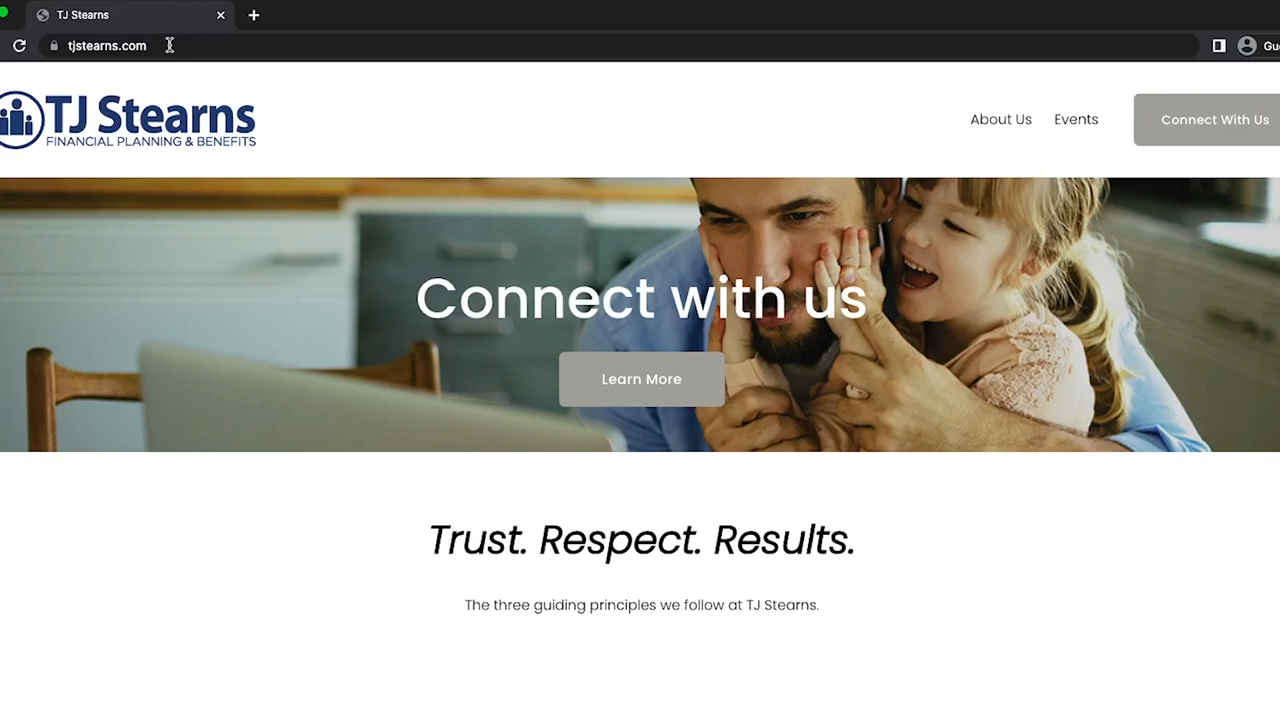 TJ Stearns
tjstearns.com
Gu
TJ Stearns
FINANCIAL PLANNING & BENEFITS
About Us
Events
Connect With Us
Connect with us
Learn More
Trust. Respect. Results.
The three guiding principles we follow at TJ Stearns.